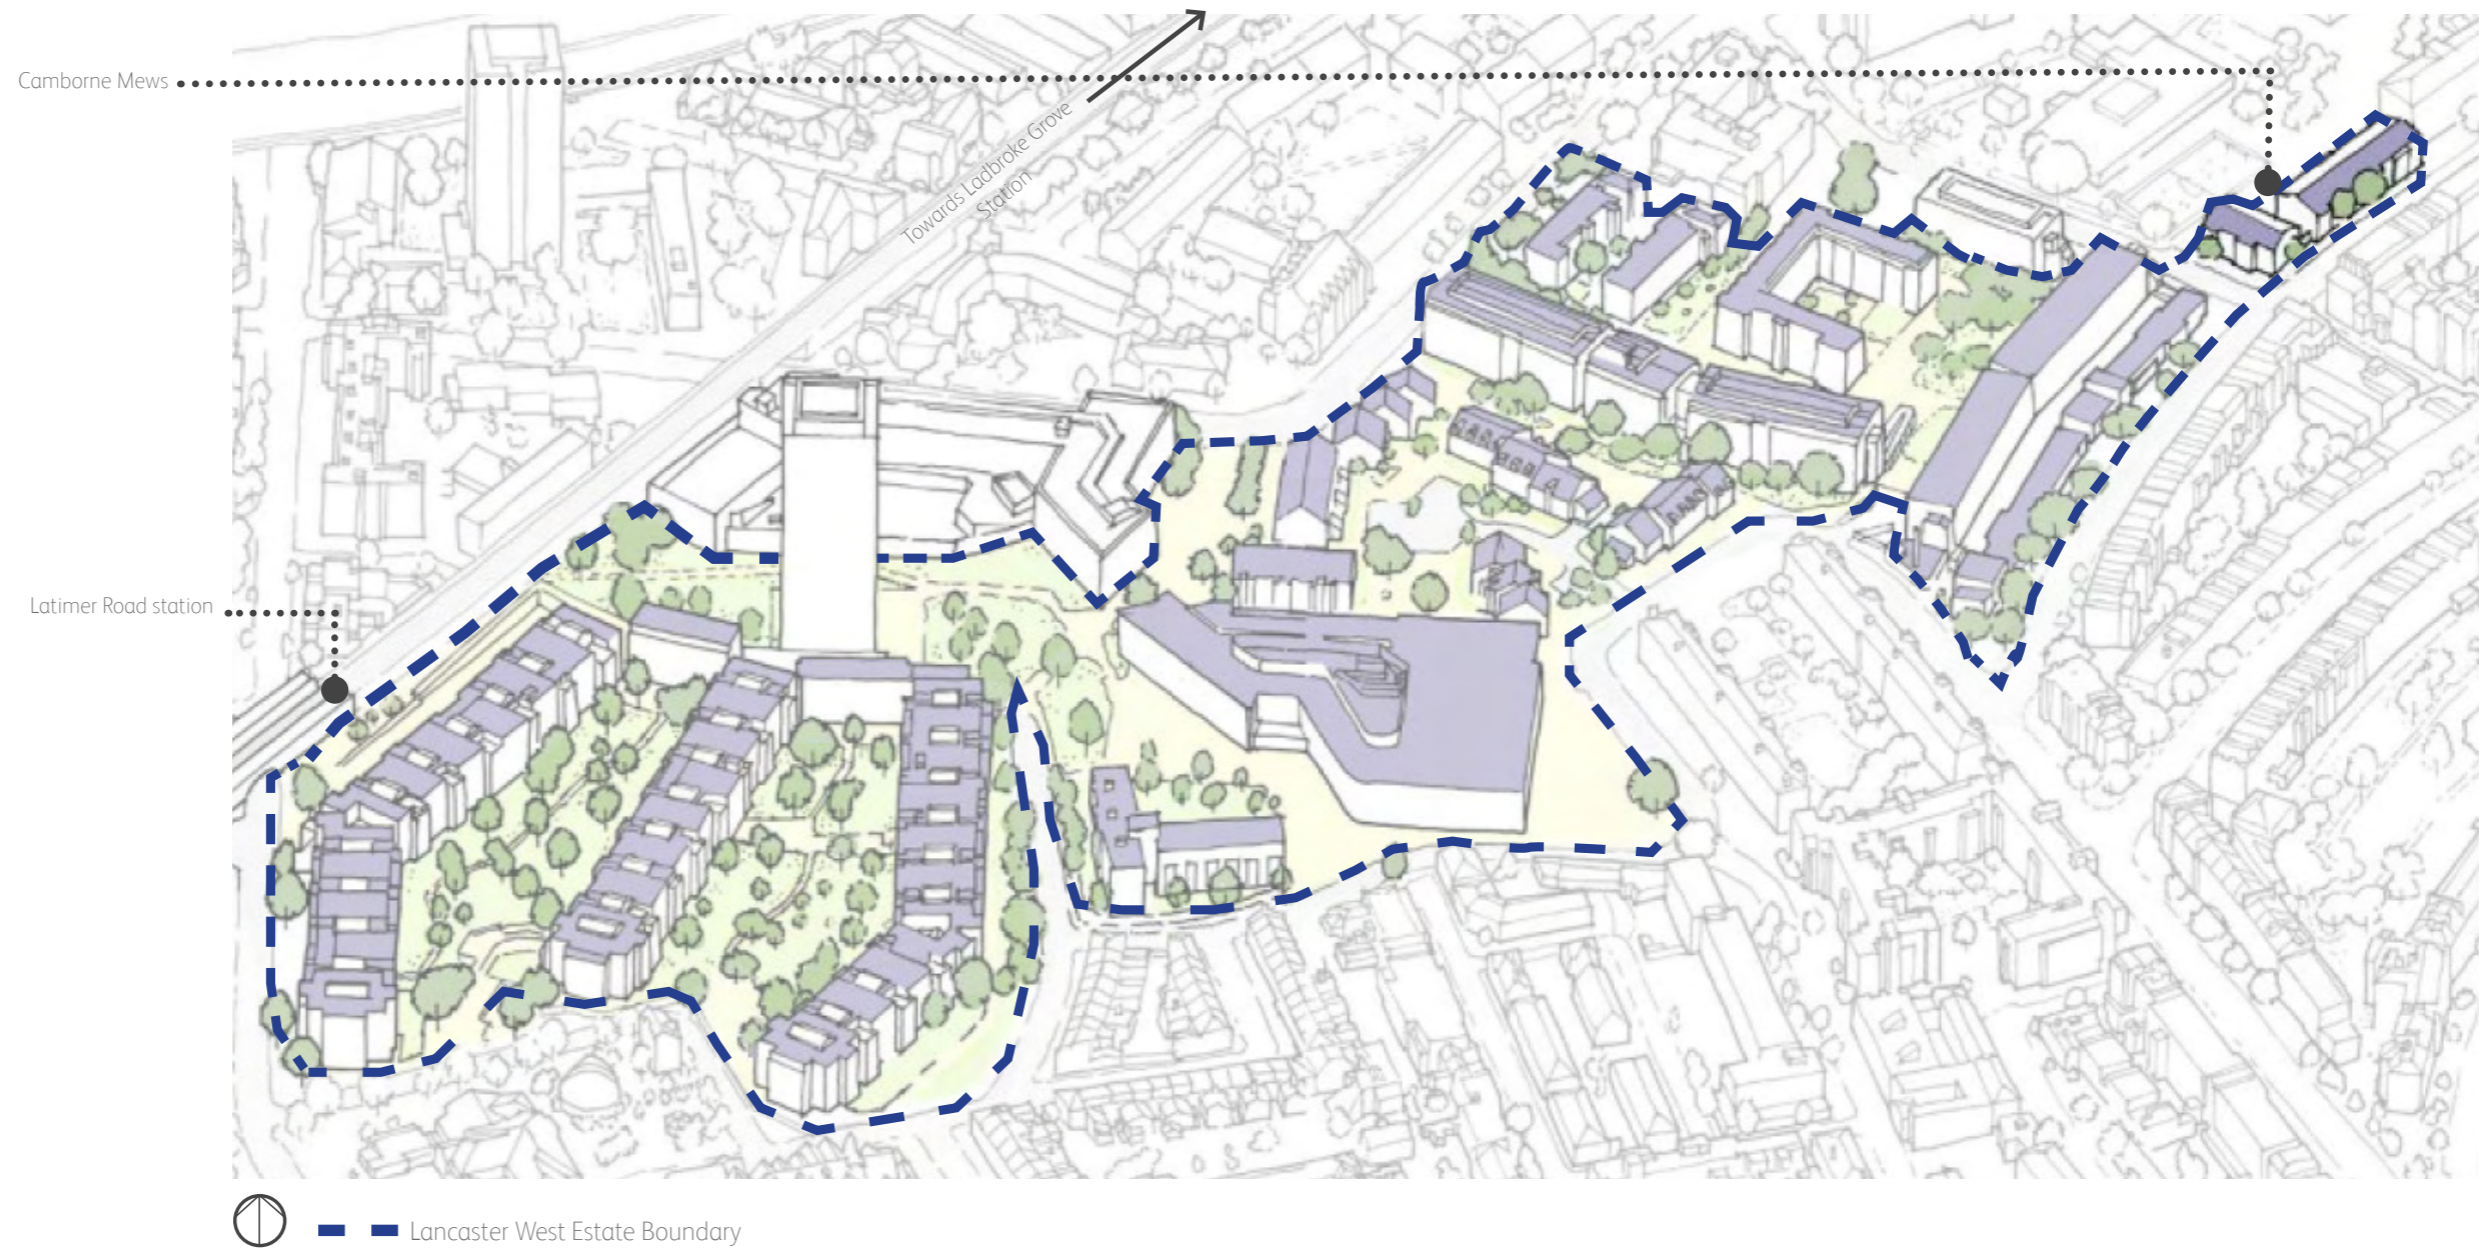 Camborne Mews
Towards Ladbroke Grove
Station
Latimer Road station
Lancaster West Estate Boundary